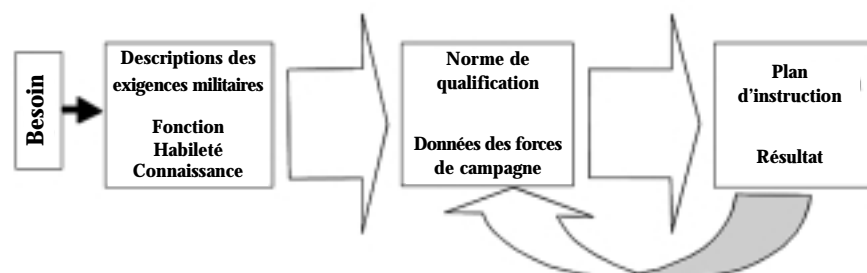 Besoin
Descriptions des
exigences militaires
Fonction
Habileté
Connaissance
Norme de
qualification
Données des forces
de campagne
Plan
d'instruction
Résultat